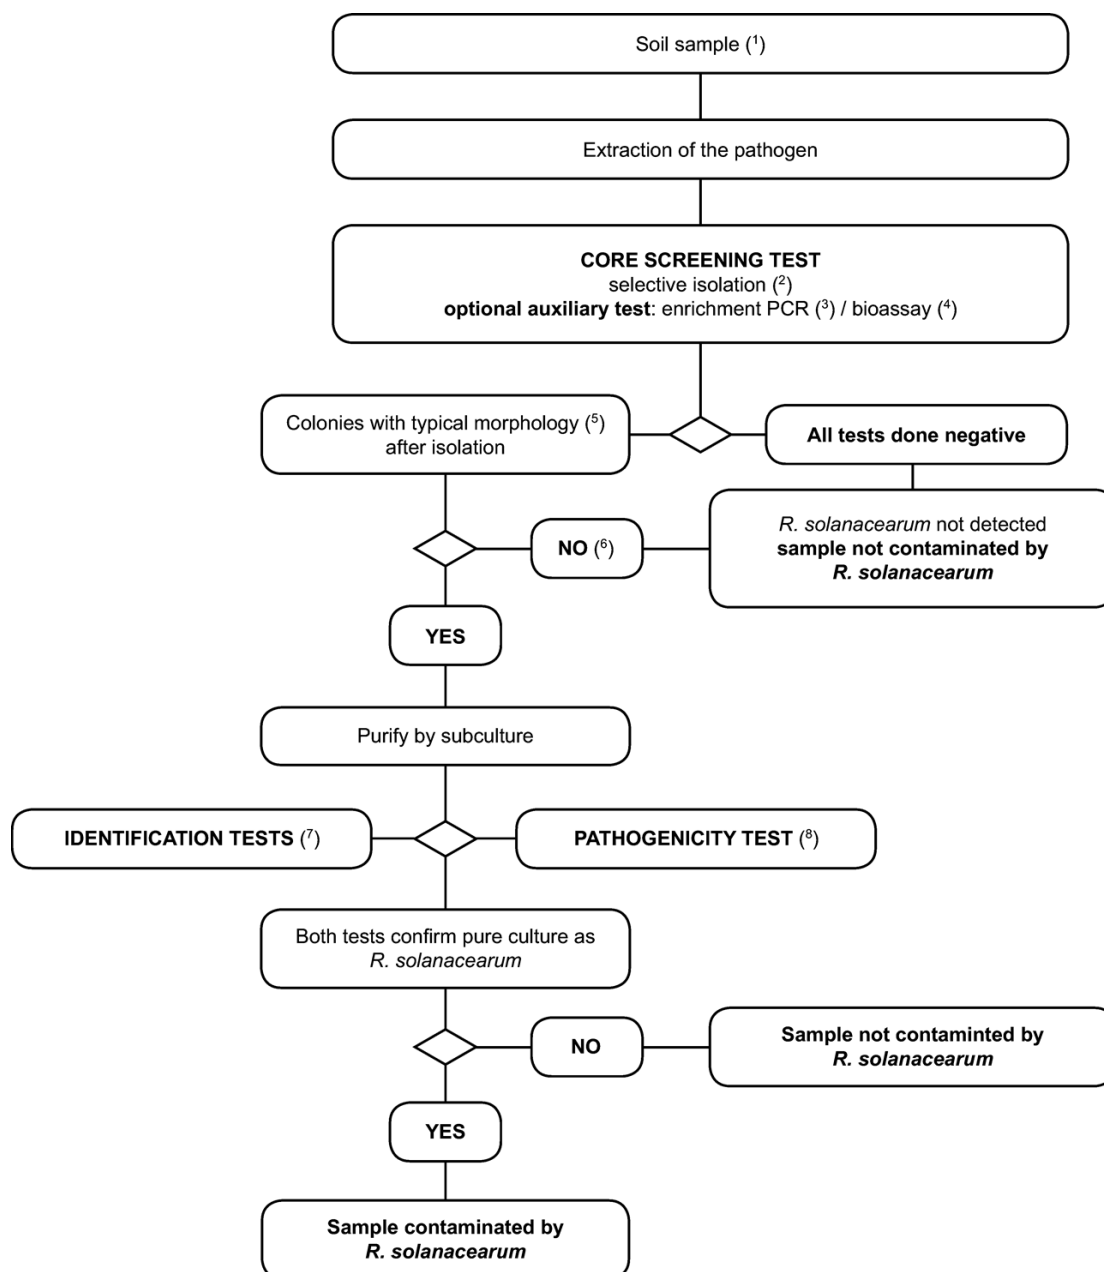 Soil sample (¹)
Extraction of the pathogen
CORE SCREENING TEST
selective isolation (²)
optional auxiliary test: enrichment PCR (³) / bioassay (⁴)
Colonies with typical morphology (⁵)
after isolation
All tests done negative
R. solanacearum not detected
sample not contaminated by
R. solanacearum
NO (⁶)
YES
Purify by subculture
IDENTIFICATION TESTS (⁷)
PATHOGENICITY TEST (⁸)
Both tests confirm pure culture as
R. solanacearum
NO
Sample not contaminted by
R. solanacearum
YES
Sample contaminated by
R. solanacearum